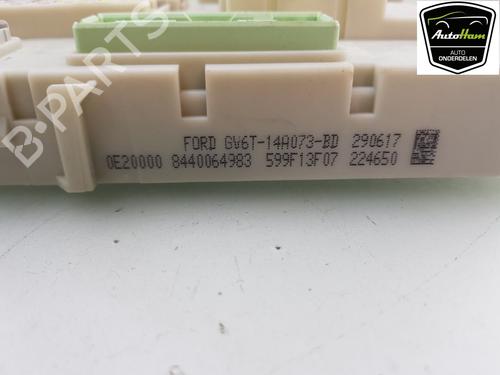 AutoHam
AUTO
ONDERDELEN
B-PARTS
FORD GV6T-14A073-BD 290617
0E20000 8440064983 599F13F07 224650